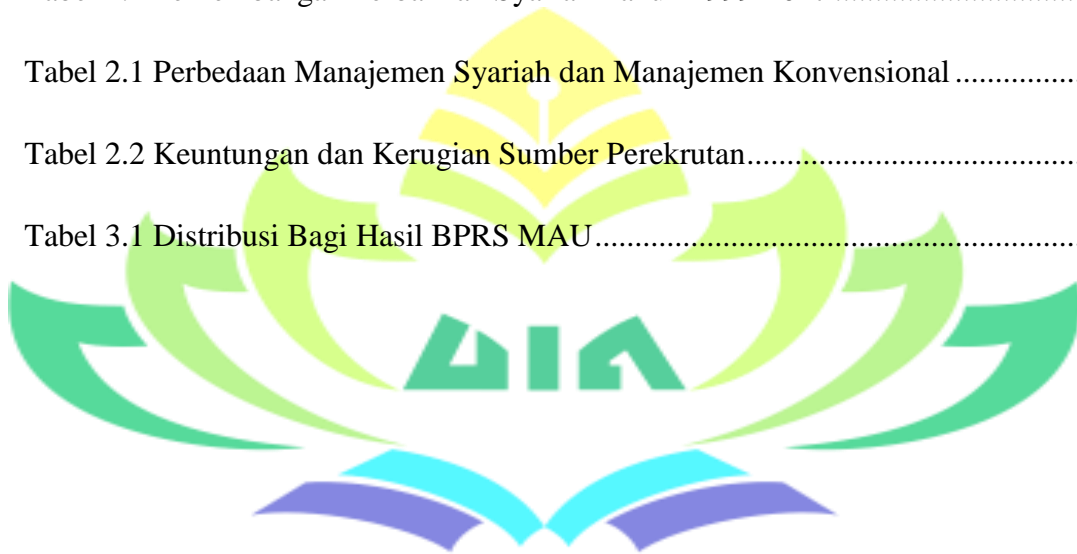 Tabel 2.1 Perbedaan Manajemen Syariah dan Manajemen Konvensional ................
Tabel 2.2 Keuntungan dan Kerugian Sumber Perekrutan......................................
Tabel 3.1 Distribusi Bagi Hasil BPRS MAU........................................................
UIN